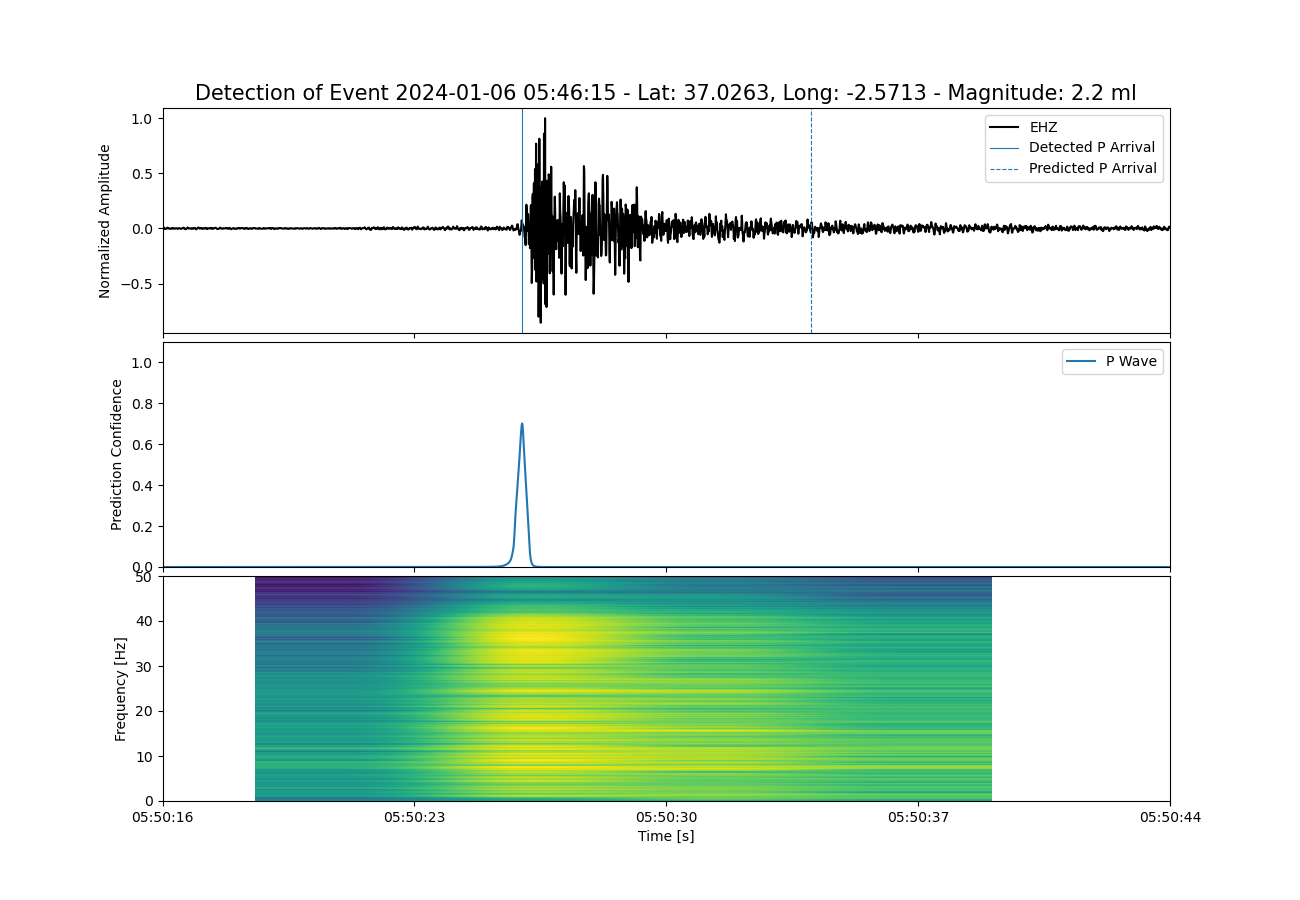 Detection of Event 2024-01-06 05:46:15 - Lat: 37.0263, Long: -2.5713 - Magnitude: 2.2 ml
1.0
0.5
0.0
−0.5
Normalized Amplitude
EHZ
Detected P Arrival
Predicted P Arrival
1.0
0.8
0.6
0.4
0.2
0.0
Prediction Confidence
P Wave
50
40
30
20
10
0
Frequency [Hz]
05:50:16
05:50:23
05:50:30
05:50:37
05:50:44
Time [s]